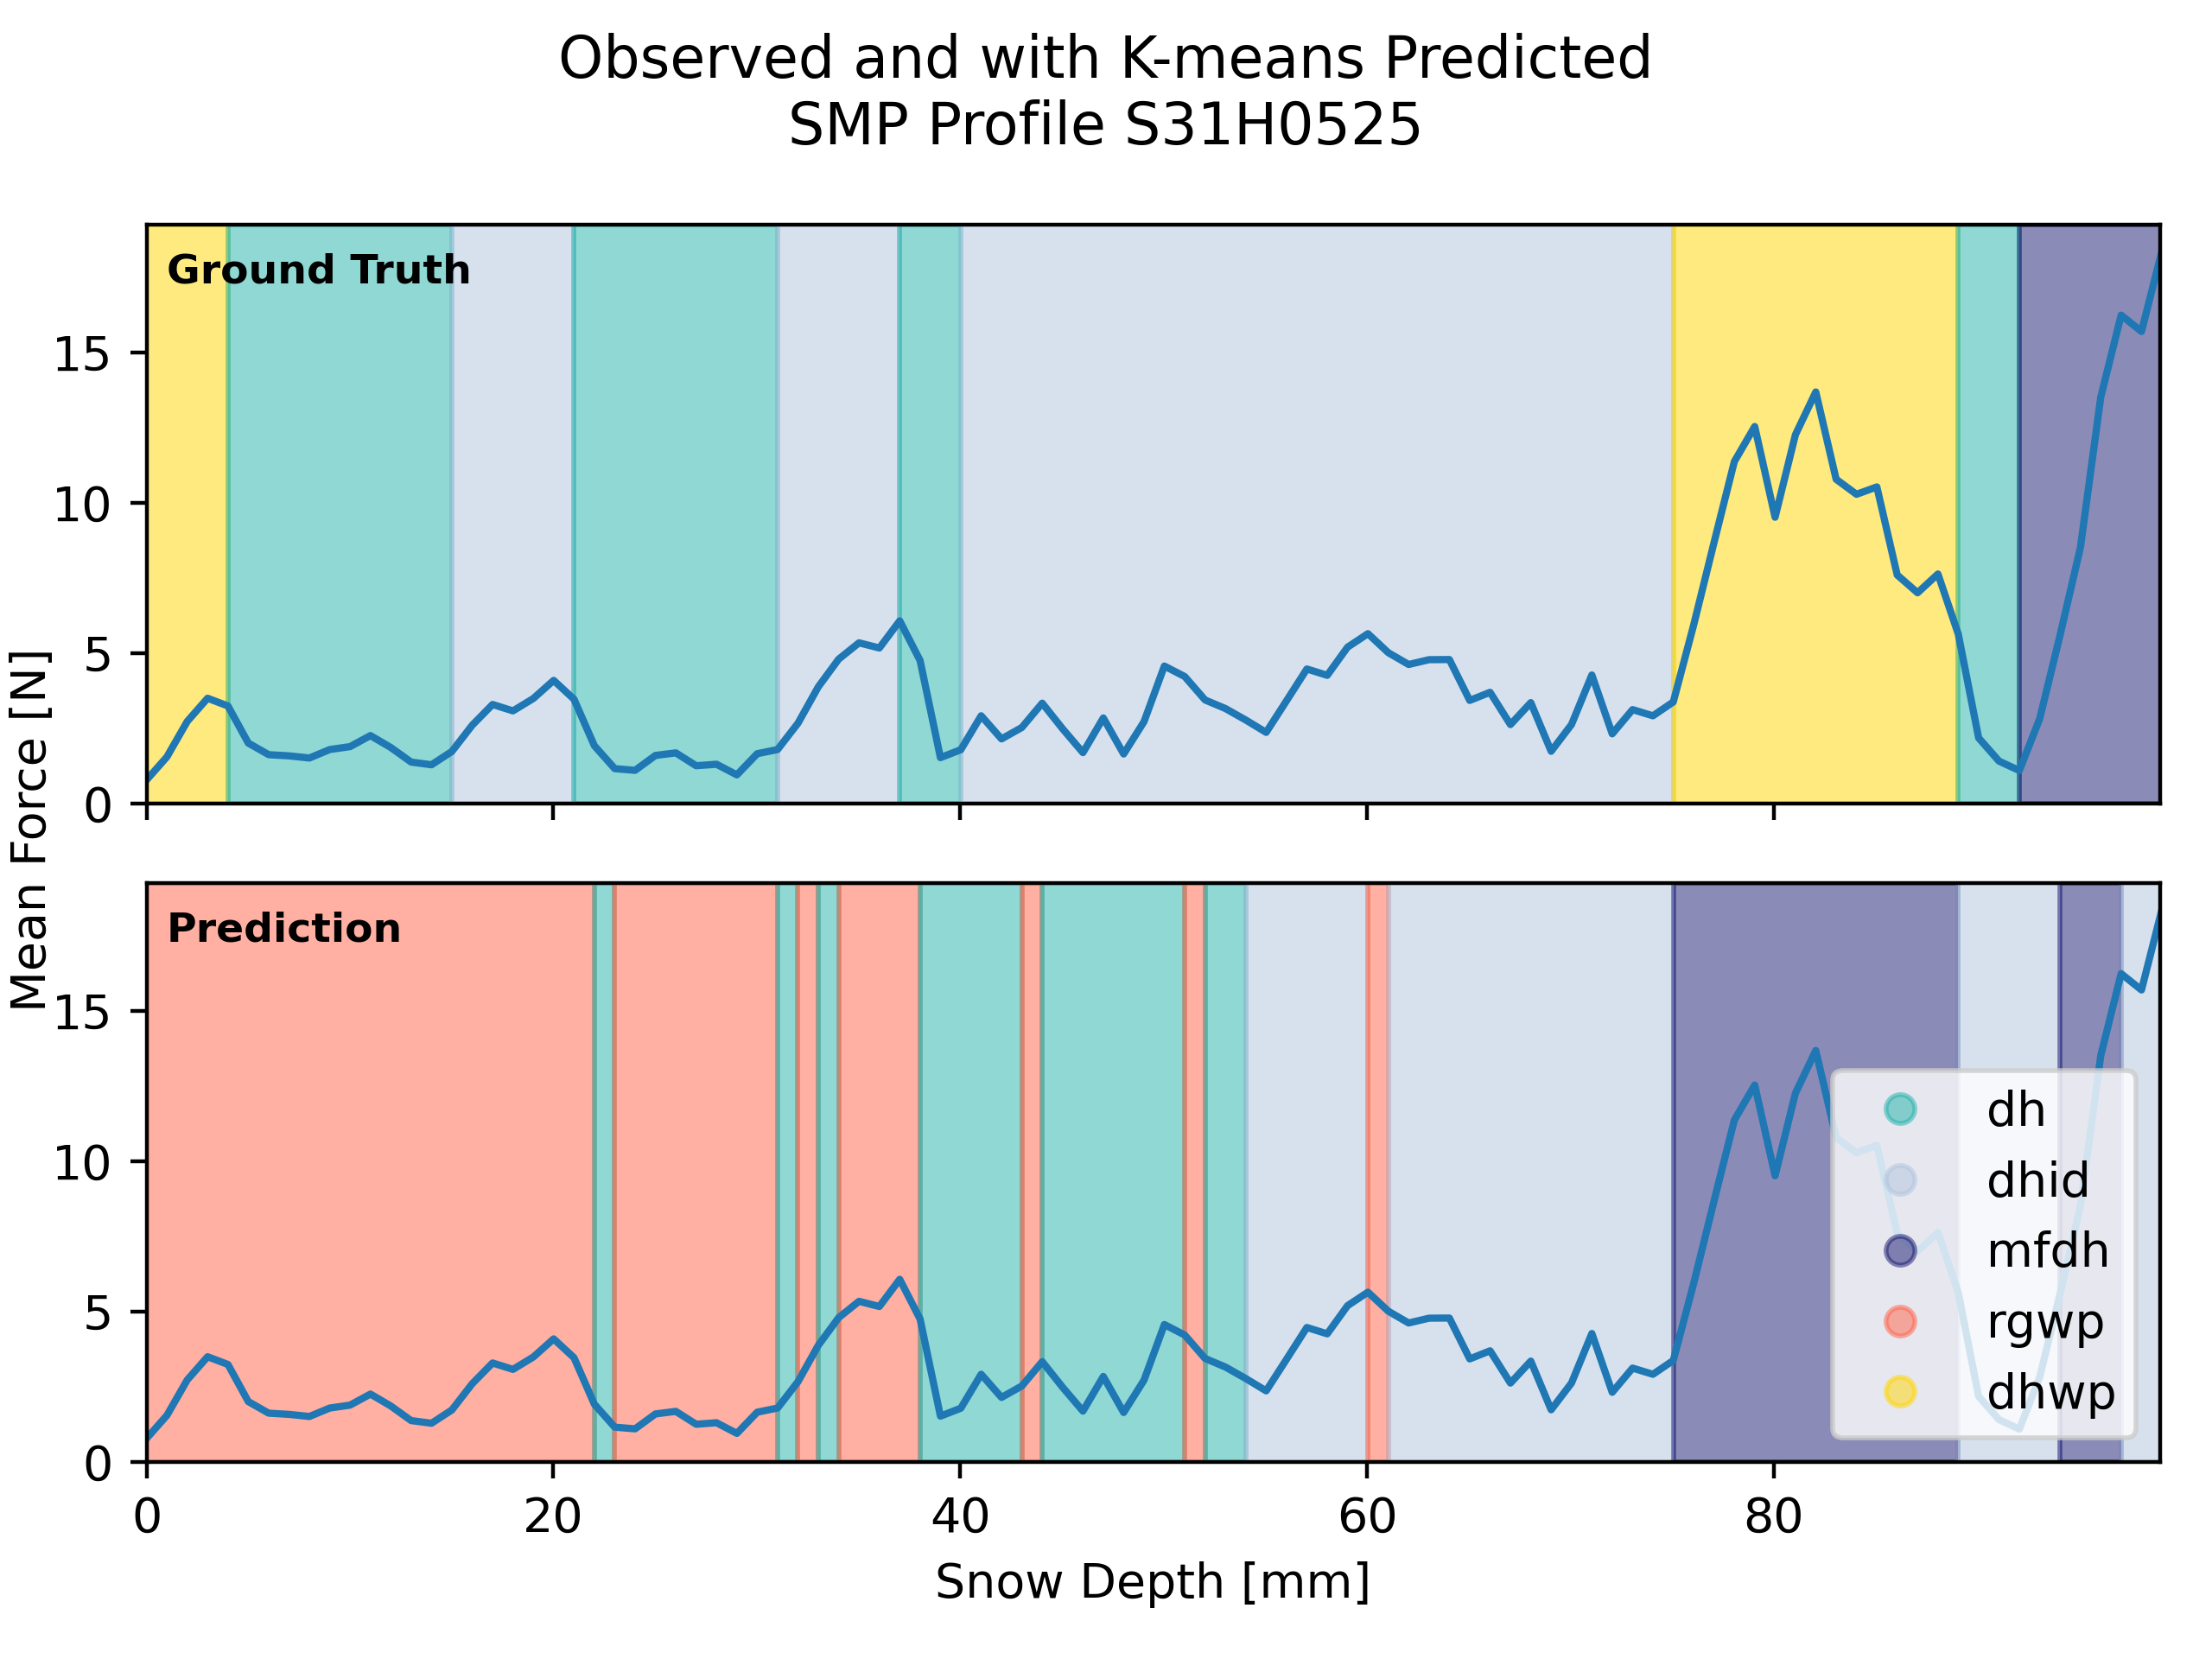 Observed and with K-means Predicted
SMP Profile S31H0525
Ground Truth
15
10
5
0
Mean Force [N]
Prediction
15
10
5
0
dh
dhid
mfdh
rgwp
dhwp
0 20 40 60 80
Snow Depth [mm]